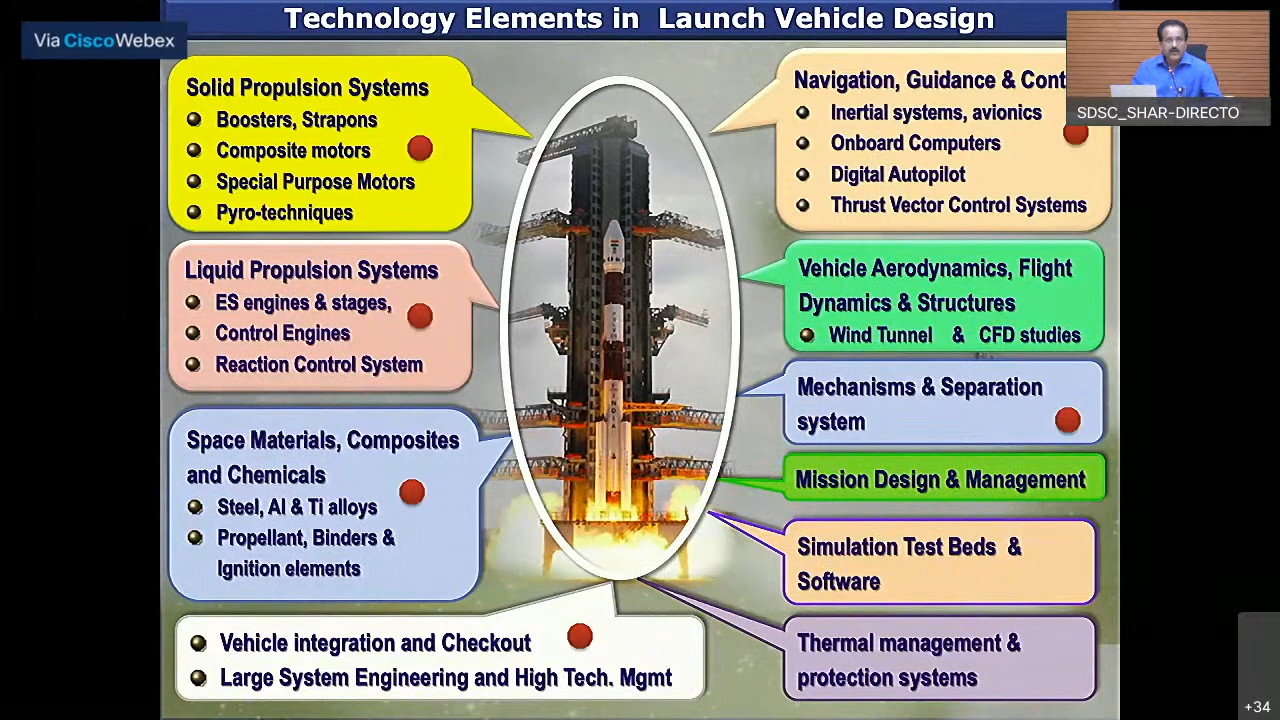 Technology Elements in Launch Vehicle Design
Via Cisco Webex
SDSC_SHAR-DIRECTO
Solid Propulsion Systems
Boosters, Strapons
Composite motors
Special Purpose Motors
Pyro-techniques
Liquid Propulsion Systems
ES engines & stages,
Control Engines
Reaction Control System
Space Materials, Composites
and Chemicals
Steel, Al & Ti alloys
Propellant, Binders &
Ignition elements
Vehicle integration and Checkout
Large System Engineering and High Tech. Mgmt
Navigation, Guidance & Cont
Inertial systems, avionics
Onboard Computers
Digital Autopilot
Thrust Vector Control Systems
Vehicle Aerodynamics, Flight
Dynamics & Structures
Wind Tunnel & CFD studies
Mechanisms & Separation
system
Mission Design & Management
Simulation Test Beds &
Software
Thermal management &
protection systems
INDIA
+34